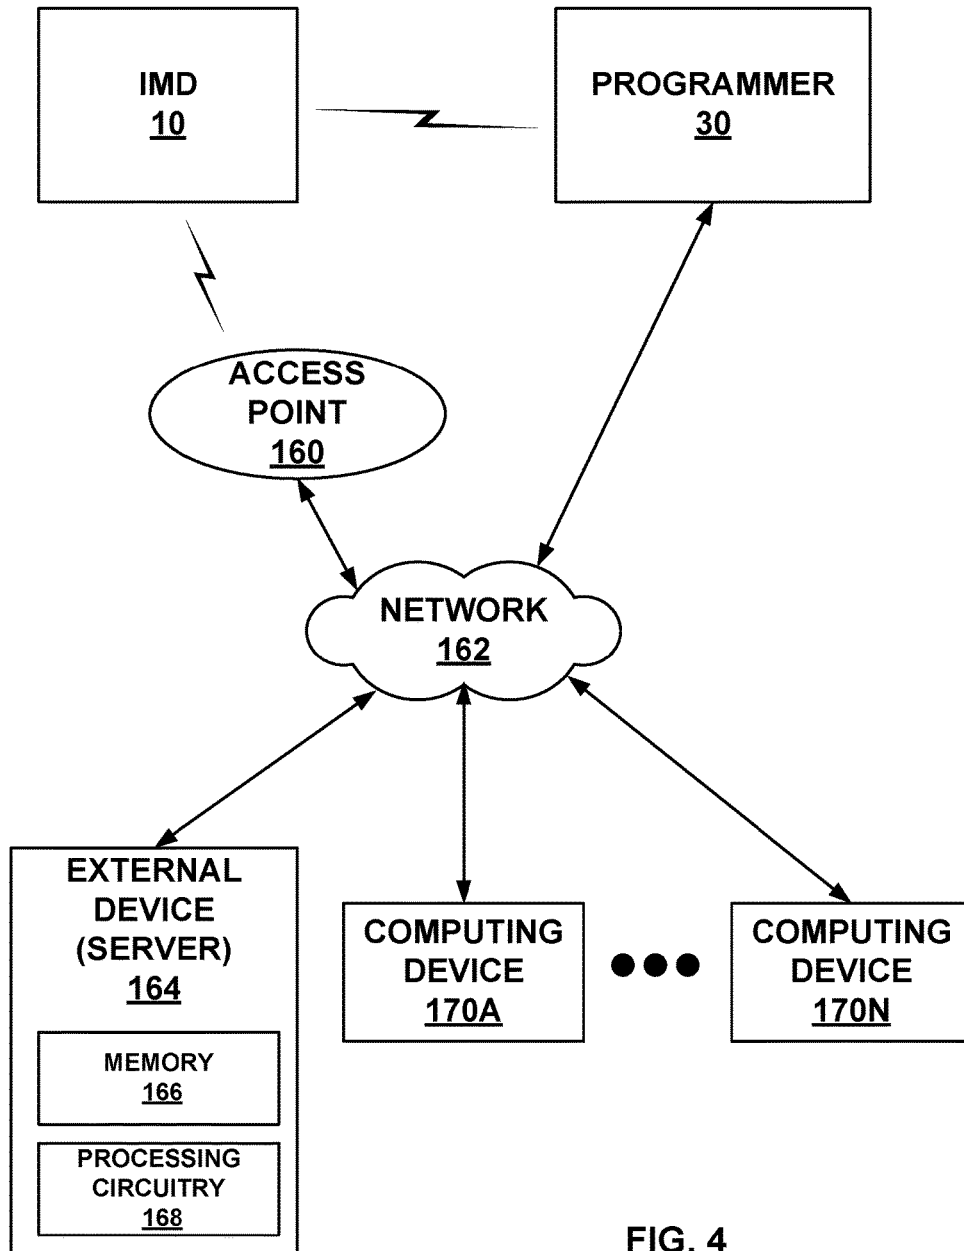 IMD
10
PROGRAMMER
30
ACCESS
POINT
160
NETWORK
162
EXTERNAL
DEVICE
(SERVER)
164
MEMORY
166
PROCESSING
CIRCUITRY
168
COMPUTING
DEVICE
170A
COMPUTING
DEVICE
170N
FIG. 4